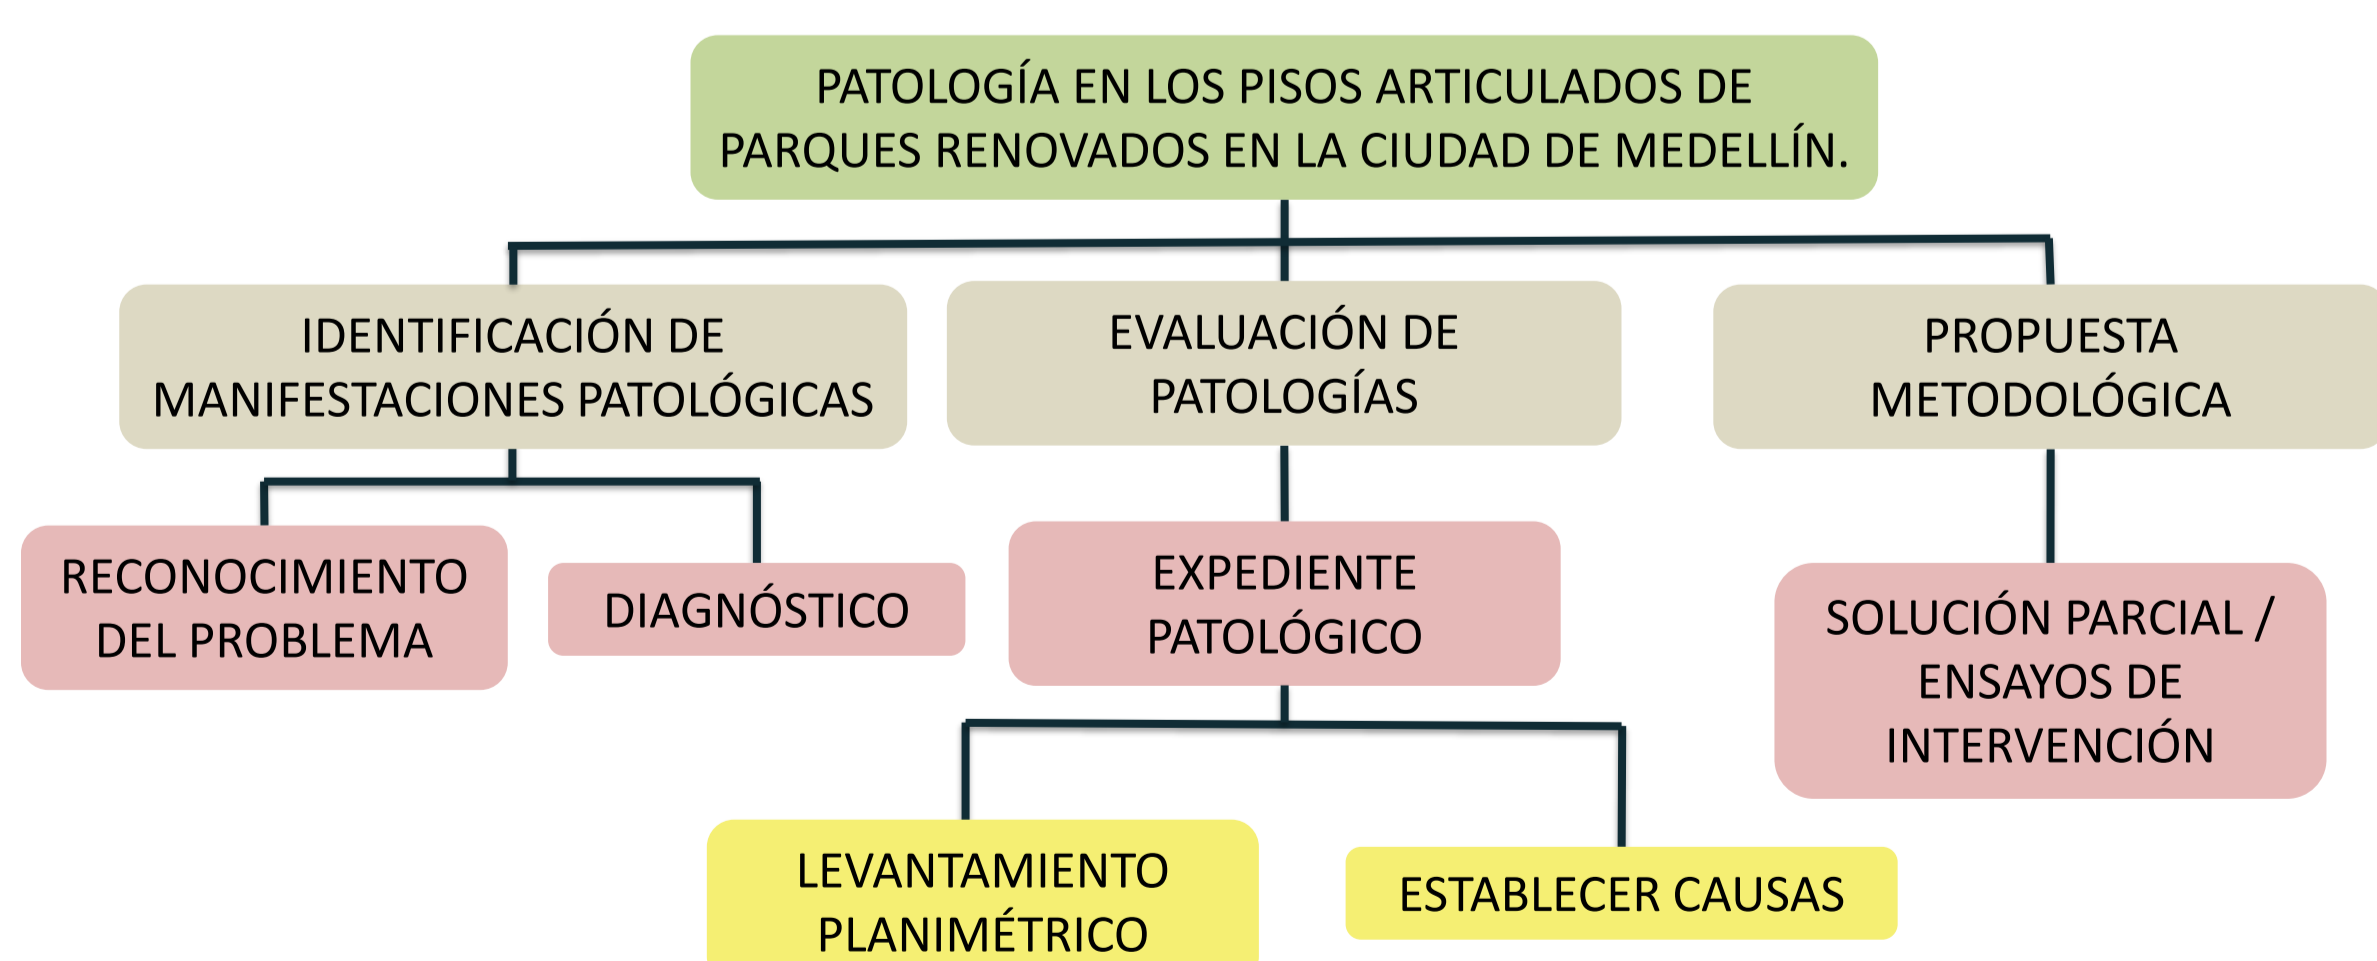 PATOLOGÍA EN LOS PISOS ARTICULADOS DE
PARQUES RENOVADOS EN LA CIUDAD DE MEDELLÍN.
IDENTIFICACIÓN DE
MANIFESTACIONES PATOLÓGICAS
EVALUACIÓN DE
PATOLOGÍAS
PROPUESTA
METODOLÓGICA
RECONOCIMIENTO
DEL PROBLEMA
DIAGNÓSTICO
EXPEDIENTE
PATOLÓGICO
SOLUCIÓN PARCIAL /
ENSAYOS DE
INTERVENCIÓN
LEVANTAMIENTO
PLANIMÉTRICO
ESTABLECER CAUSAS